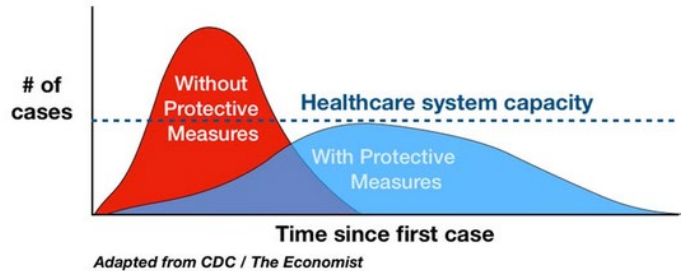 # of
cases
Without
Protective
Measures
Healthcare system capacity
With Protective
Measures
Time since first case
Adapted from CDC / The Economist